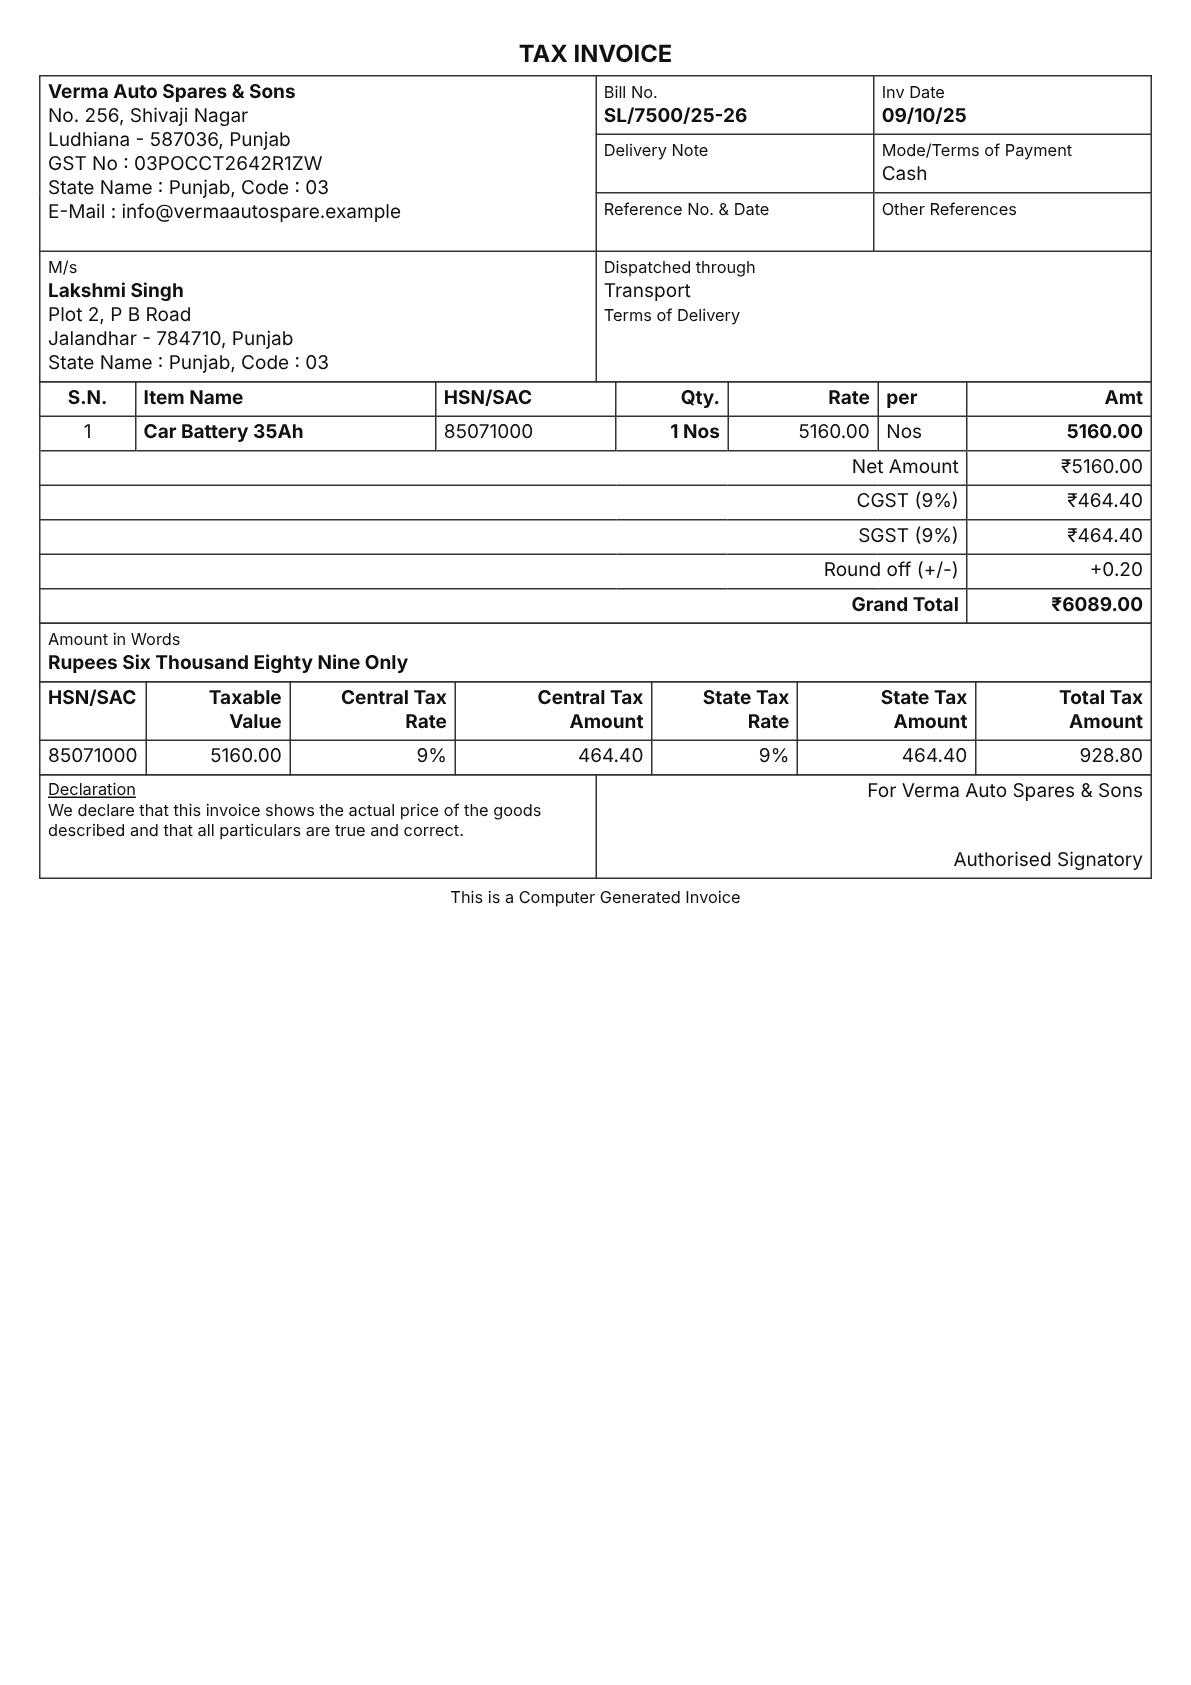 TAX INVOICE
Verma Auto Spares & Sons
No. 256, Shivaji Nagar
Ludhiana - 587036, Punjab
GST No : 03POCCT2642R1ZW
State Name : Punjab, Code : 03
E-Mail : info@vermaautospare.example
Bill No.
SL/7500/25-26
Inv Date
09/10/25
Delivery Note
Mode/Terms of Payment
Cash
Reference No. & Date
Other References
M/s
Lakshmi Singh
Plot 2, P B Road
Jalandhar - 784710, Punjab
State Name : Punjab, Code : 03
Dispatched through
Transport
Terms of Delivery
S.N. Item Name HSN/SAC Qty. Rate per Amt
1 Car Battery 35Ah 85071000 1 Nos 5160.00 Nos 5160.00
Net Amount ₹5160.00
CGST (9%) ₹464.40
SGST (9%) ₹464.40
Round off (+/-) +0.20
Grand Total ₹6089.00
Amount in Words
Rupees Six Thousand Eighty Nine Only
HSN/SAC Taxable Central Tax Central Tax State Tax State Tax Total Tax
Value Rate Amount Rate Amount Amount
85071000 5160.00 9% 464.40 9% 464.40 928.80
Declaration
We declare that this invoice shows the actual price of the goods
described and that all particulars are true and correct.
For Verma Auto Spares & Sons
Authorised Signatory
This is a Computer Generated Invoice